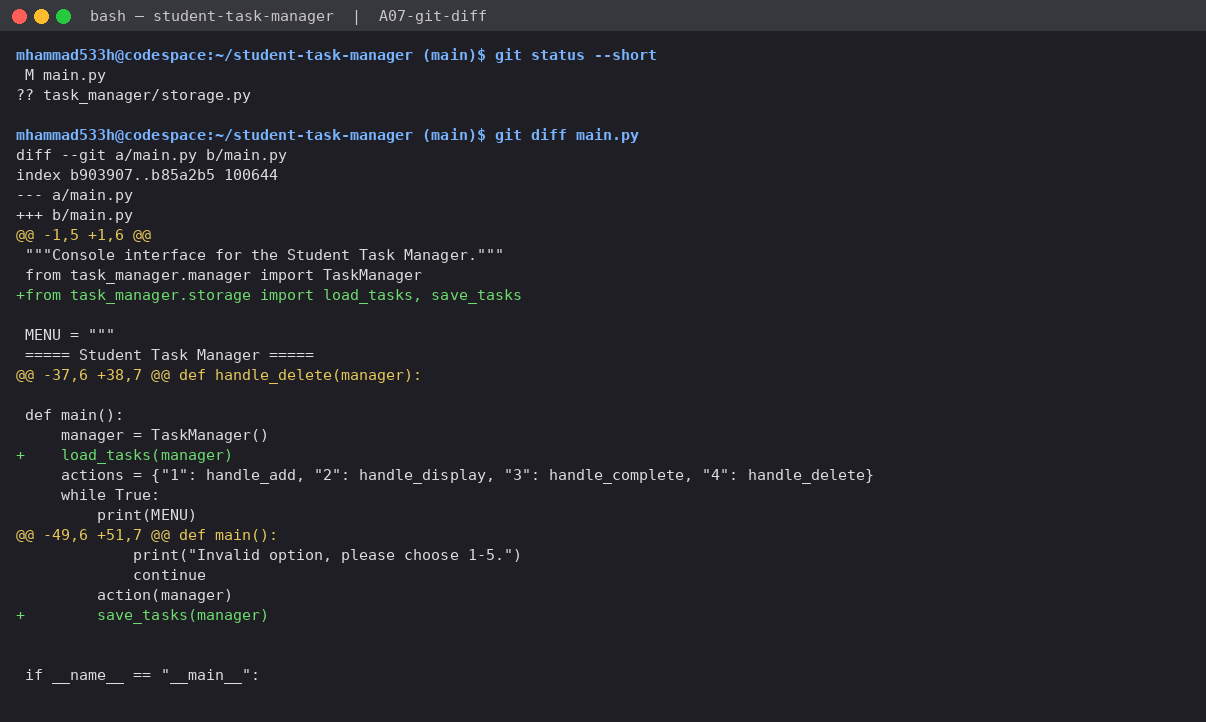 bash — student-task-manager  |  A07-git-diff
mhammad533h@codespace:~/student-task-manager (main)$ git status --short
 M main.py
?? task_manager/storage.py
mhammad533h@codespace:~/student-task-manager (main)$ git diff main.py
diff --git a/main.py b/main.py
index b903907..b85a2b5 100644
--- a/main.py
+++ b/main.py
@@ -1,5 +1,6 @@
 """Console interface for the Student Task Manager."""
 from task_manager.manager import TaskManager
+from task_manager.storage import load_tasks, save_tasks
 MENU = """
 ===== Student Task Manager =====
@@ -37,6 +38,7 @@ def handle_delete(manager):
 def main():
     manager = TaskManager()
+    load_tasks(manager)
     actions = {"1": handle_add, "2": handle_display, "3": handle_complete, "4": handle_delete}
     while True:
         print(MENU)
@@ -49,6 +51,7 @@ def main():
             print("Invalid option, please choose 1-5.")
             continue
         action(manager)
+        save_tasks(manager)
 if __name__ == "__main__":